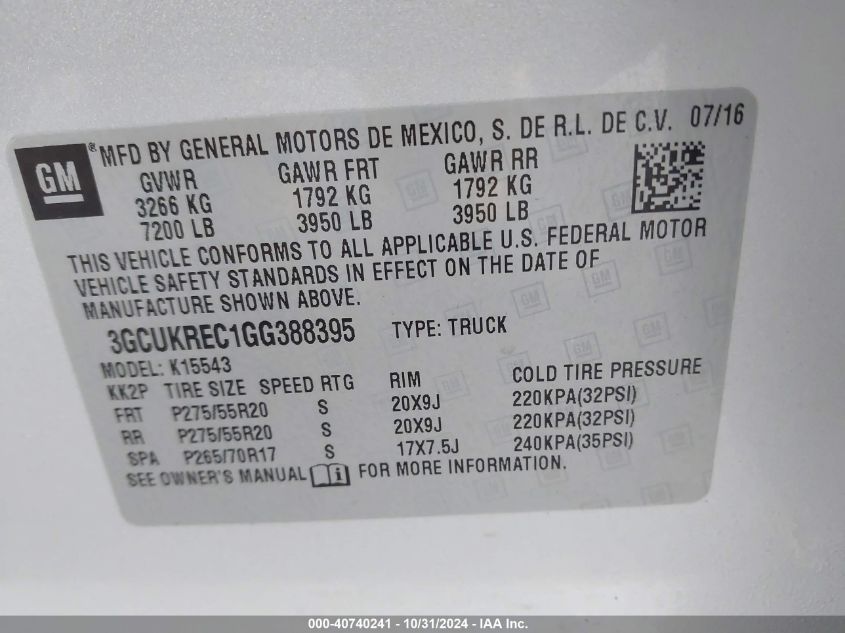 GM ® MFD BY GENERAL MOTORS DE MEXICO, S. DE R.L. DE C.V. 07/16
GVWR GAWR FRT GAWR RR
3266 KG 1792 KG 1792 KG
7200 LB 3950 LB 3950 LB
THIS VEHICLE CONFORMS TO ALL APPLICABLE U.S. FEDERAL MOTOR
VEHICLE SAFETY STANDARDS IN EFFECT ON THE DATE OF
MANUFACTURE SHOWN ABOVE.
3GCUKREC1GG388395 TYPE: TRUCK
MODEL: K15543
KK2P TIRE SIZE SPEED RTG RIM COLD TIRE PRESSURE
FRT P275/55R20 S 20X9J 220KPA(32PSI)
RR P275/55R20 S 20X9J 220KPA(32PSI)
SPA P265/70R17 S 17X7.5J 240KPA(35PSI)
SEE OWNER'S MANUAL i FOR MORE INFORMATION.
000-40740241 - 10/31/2024 - IAA Inc.